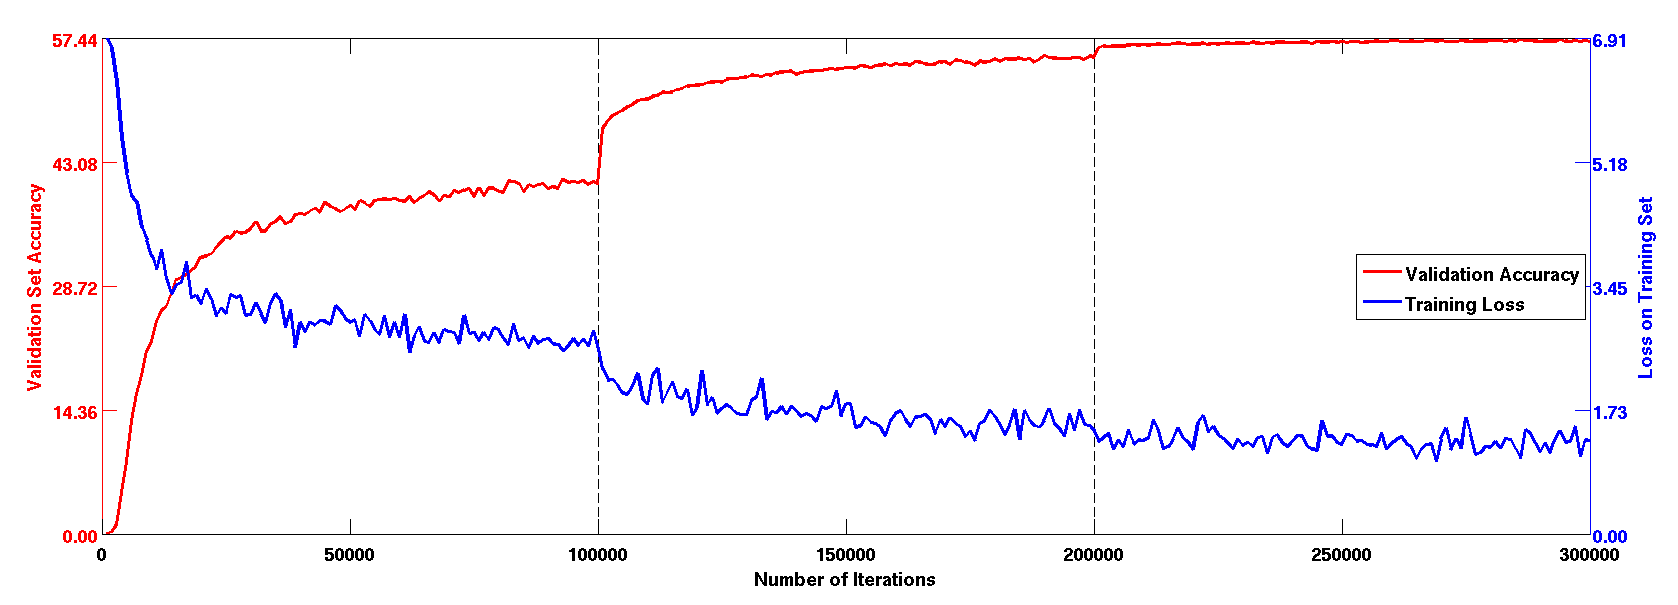 57.44
43.08
28.72
14.36
0.00
Validation Set Accuracy
6.91
5.18
3.45
1.73
0.00
Loss on Training Set
Validation Accuracy
Training Loss
0 50000 100000 150000 200000 250000 300000
Number of Iterations